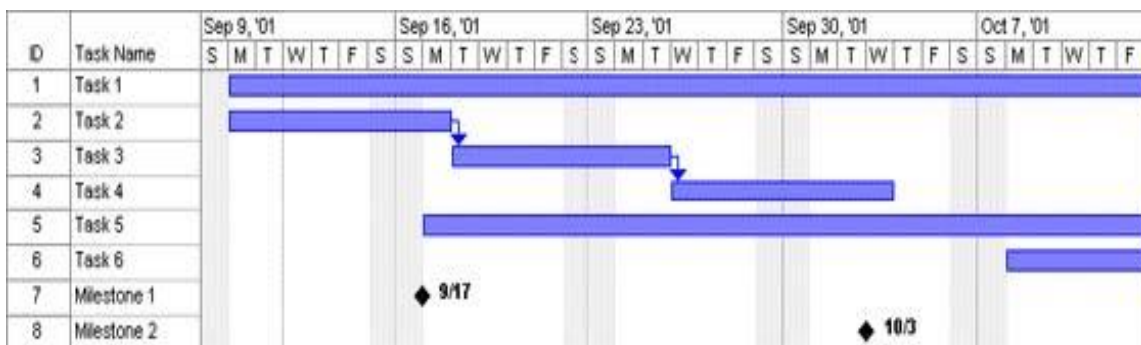 Sep 9, '01 Sep 16, '01 Sep 23, '01 Sep 30, '01 Oct 7, '01
ID Task Name S M T W T F S S M T W T F S S M T W T F S S M T W T F S S M T W T F
1 Task 1
2 Task 2
3 Task 3
4 Task 4
5 Task 5
6 Task 6
7 Milestone 1 9/17
8 Milestone 2 10/3